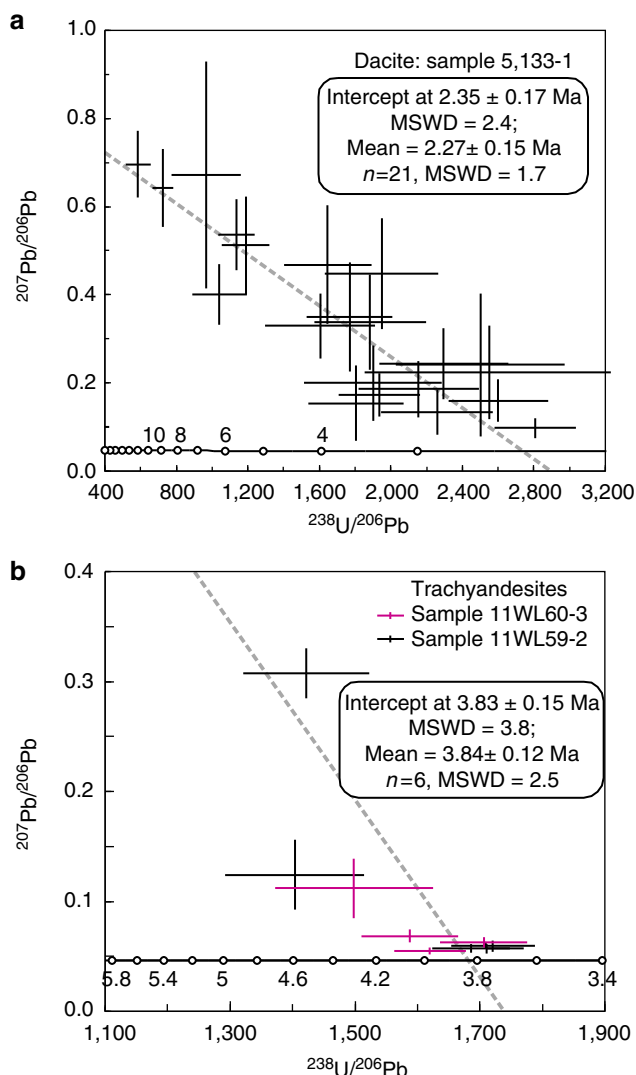 a
1.0
0.8
0.6
0.4
0.2
0.0
²⁰⁷Pb/²⁰⁶Pb
Dacite: sample 5,133-1
Intercept at 2.35 ± 0.17 Ma
MSWD = 2.4;
Mean = 2.27± 0.15 Ma
n=21, MSWD = 1.7
10 8 6 4
400 800 1,200 1,600 2,000 2,400 2,800 3,200
²³⁸U/²⁰⁶Pb
b
0.4
0.3
0.2
0.1
0.0
²⁰⁷Pb/²⁰⁶Pb
Trachyandesites
Sample 11WL60-3
Sample 11WL59-2
Intercept at 3.83 ± 0.15 Ma
MSWD = 3.8;
Mean = 3.84± 0.12 Ma
n=6, MSWD = 2.5
5.8 5.4 5 4.6 4.2 3.8 3.4
1,100 1,300 1,500 1,700 1,900
²³⁸U/²⁰⁶Pb